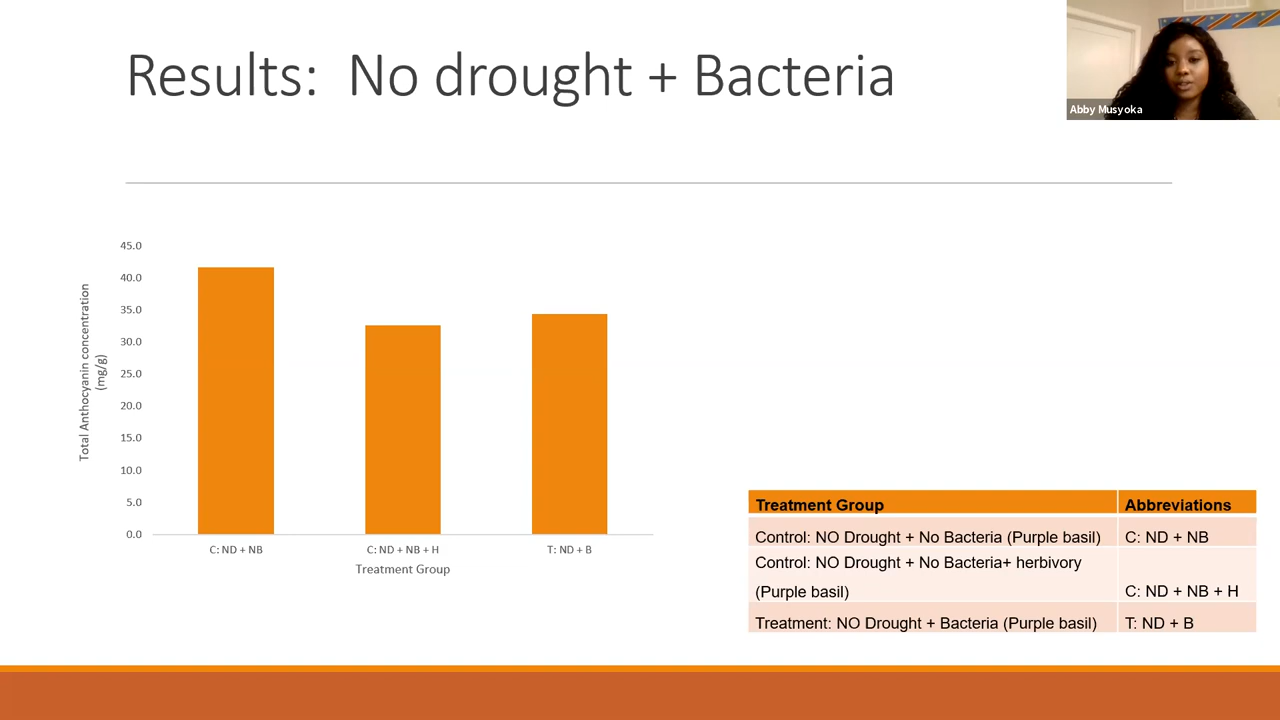 Results:  No drought + Bacteria
Abby Musyoka
Total Anthocyanin concentration
(mg/g)
45.0
40.0
35.0
30.0
25.0
20.0
15.0
10.0
5.0
0.0
C: ND + NB
C: ND + NB + H
T: ND + B
Treatment Group
Treatment Group Abbreviations
Control: NO Drought + No Bacteria (Purple basil) C: ND + NB
Control: NO Drought + No Bacteria+ herbivory
(Purple basil) C: ND + NB + H
Treatment: NO Drought + Bacteria (Purple basil) T: ND + B